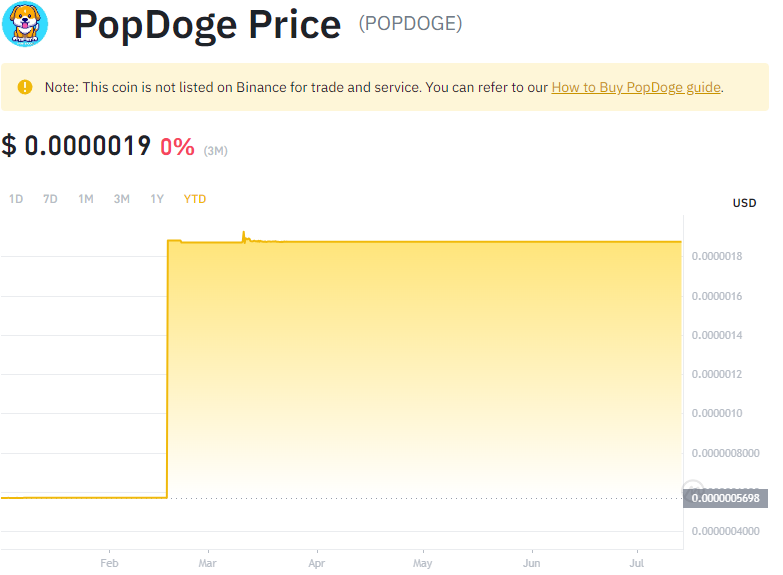 PopDoge Price (POPDOGE)
Note: This coin is not listed on Binance for trade and service. You can refer to our How to Buy PopDoge guide.
$ 0.0000019 0% (3M)
1D 7D 1M 3M 1Y YTD
USD
0.0000018
0.0000016
0.0000014
0.0000012
0.0000010
0.0000008000
0.0000005698
0.0000004000
Feb Mar Apr May Jun Jul